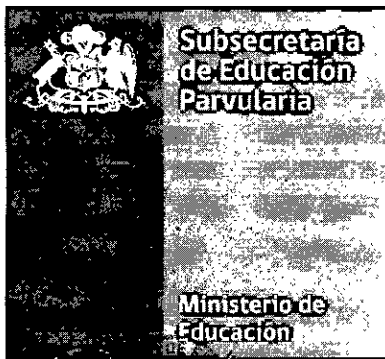 Subsecretaría
de Educación
Parvularia
Ministerio de
Educación